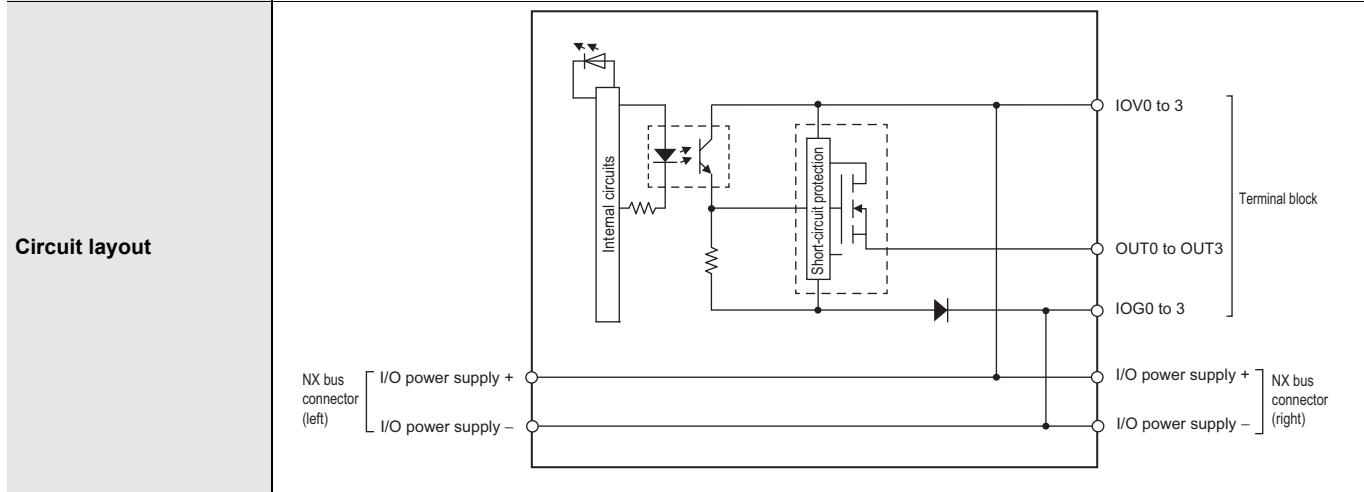 Circuit layout
Internal circuits
Short-circuit protection
IOV0 to 3
Terminal block
OUT0 to OUT3
IOG0 to 3
NX bus
connector
(left)
I/O power supply +
I/O power supply −
I/O power supply +
I/O power supply −
NX bus
connector
(right)